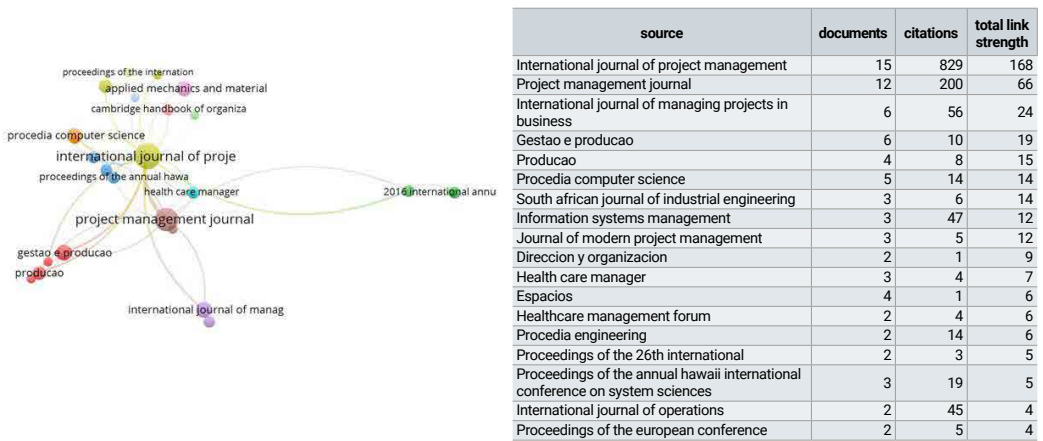 proceedings of the internation
applied mechanics and material
cambridge handbook of organiza
procedia computer science
international journal of proje
proceedings of the annual hawa
health care manager
2016 international annu
project management journal
gestao e producao
producao
international journal of manag
source documents citations total link strength
International journal of project management 15 829 168
Project management journal 12 200 66
International journal of managing projects in
business 6 56 24
Gestao e producao 6 10 19
Producao 4 8 15
Procedia computer science 5 14 14
South african journal of industrial engineering 3 6 14
Information systems management 3 47 12
Journal of modern project management 3 5 12
Direccion y organizacion 2 1 9
Health care manager 3 4 7
Espacios 4 1 6
Healthcare management forum 2 4 6
Procedia engineering 2 14 6
Proceedings of the 26th international 2 3 5
Proceedings of the annual hawaii international
conference on system sciences 3 19 5
International journal of operations 2 45 4
Proceedings of the european conference 2 5 4